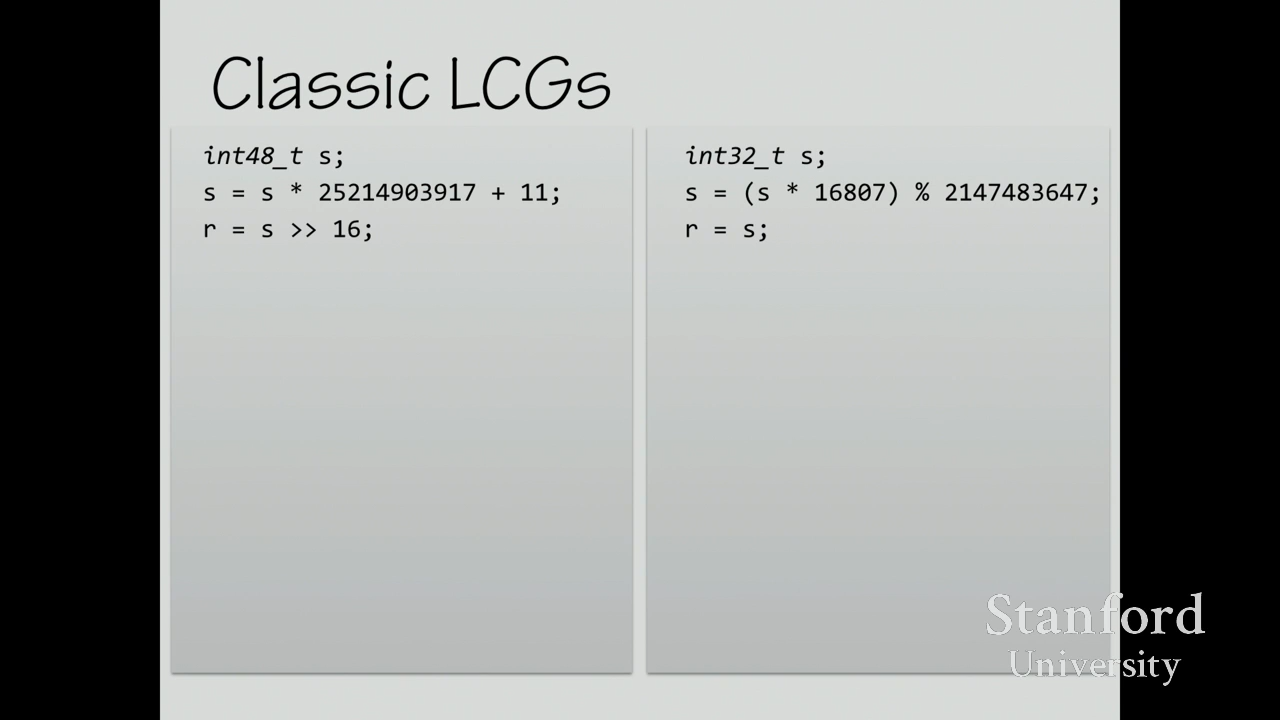 Classic LCGs
int48_t s;
s = s * 25214903917 + 11;
r = s >> 16;
int32_t s;
s = (s * 16807) % 2147483647;
r = s;
Stanford
University